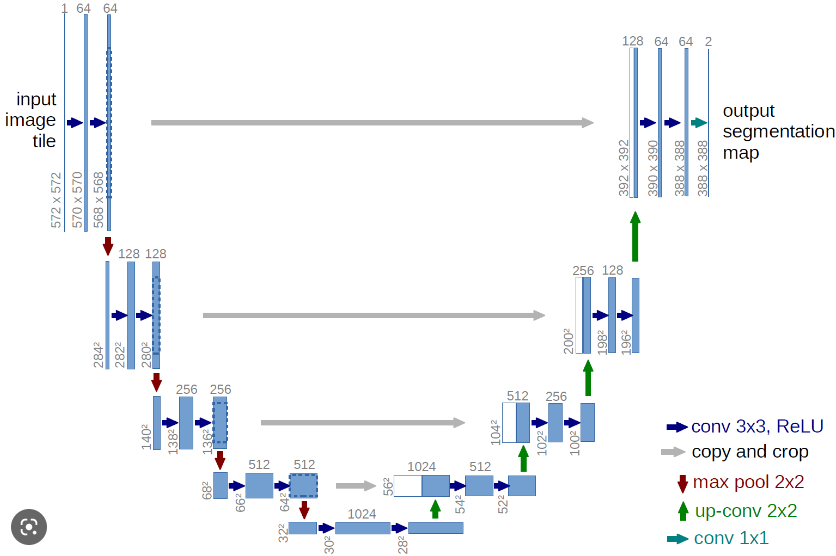 1 64 64
input
image
tile
572 x 572
570 x 570
568 x 568
128 64 64 2
output
segmentation
map
392 x 392
390 x 390
388 x 388
388 x 388
128 128
284²
282²
280²
256 128
200²
198²
196²
256 256
140²
138²
136²
512 256
104²
102²
100²
512 512
68²
66²
64²
1024 512
56²
54²
52²
1024
32²
30²
28²
conv 3x3, ReLU
copy and crop
max pool 2x2
up-conv 2x2
conv 1x1